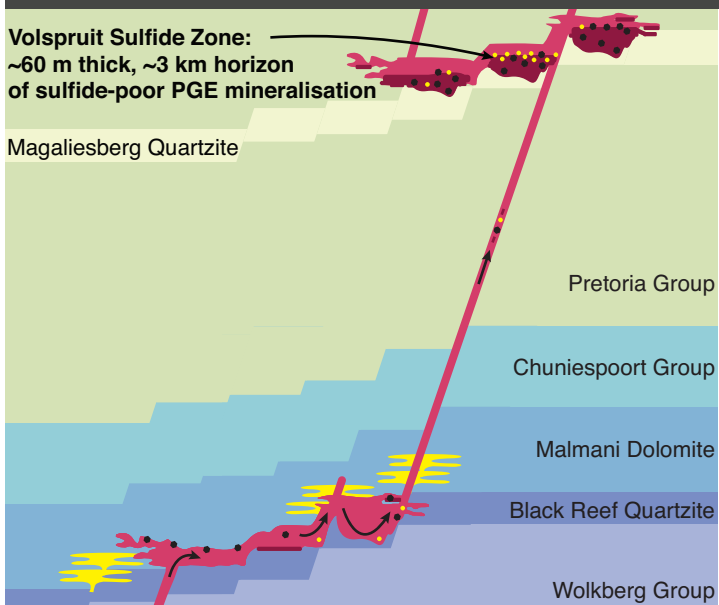 Volspruit Sulfide Zone:
~60 m thick, ~3 km horizon
of sulfide-poor PGE mineralisation
Magaliesberg Quartzite
Pretoria Group
Chuniespoort Group
Malmani Dolomite
Black Reef Quartzite
Wolkberg Group